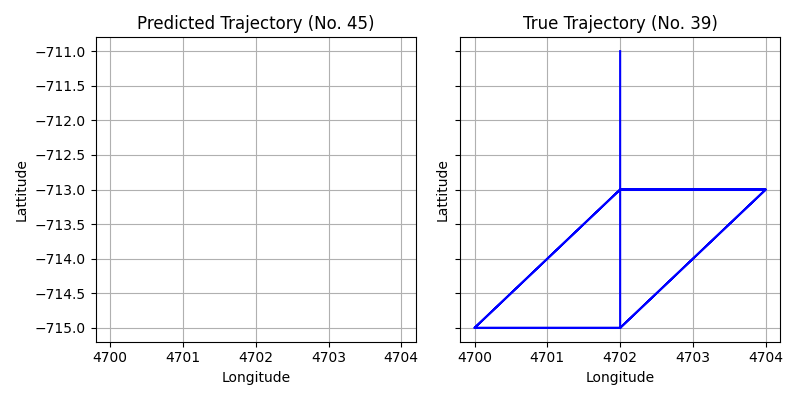 Predicted Trajectory (No. 45)
True Trajectory (No. 39)
−711.0
−711.5
−712.0
−712.5
−713.0
−713.5
−714.0
−714.5
−715.0
Lattitude
Lattitude
4700 4701 4702 4703 4704
4700 4701 4702 4703 4704
Longitude
Longitude